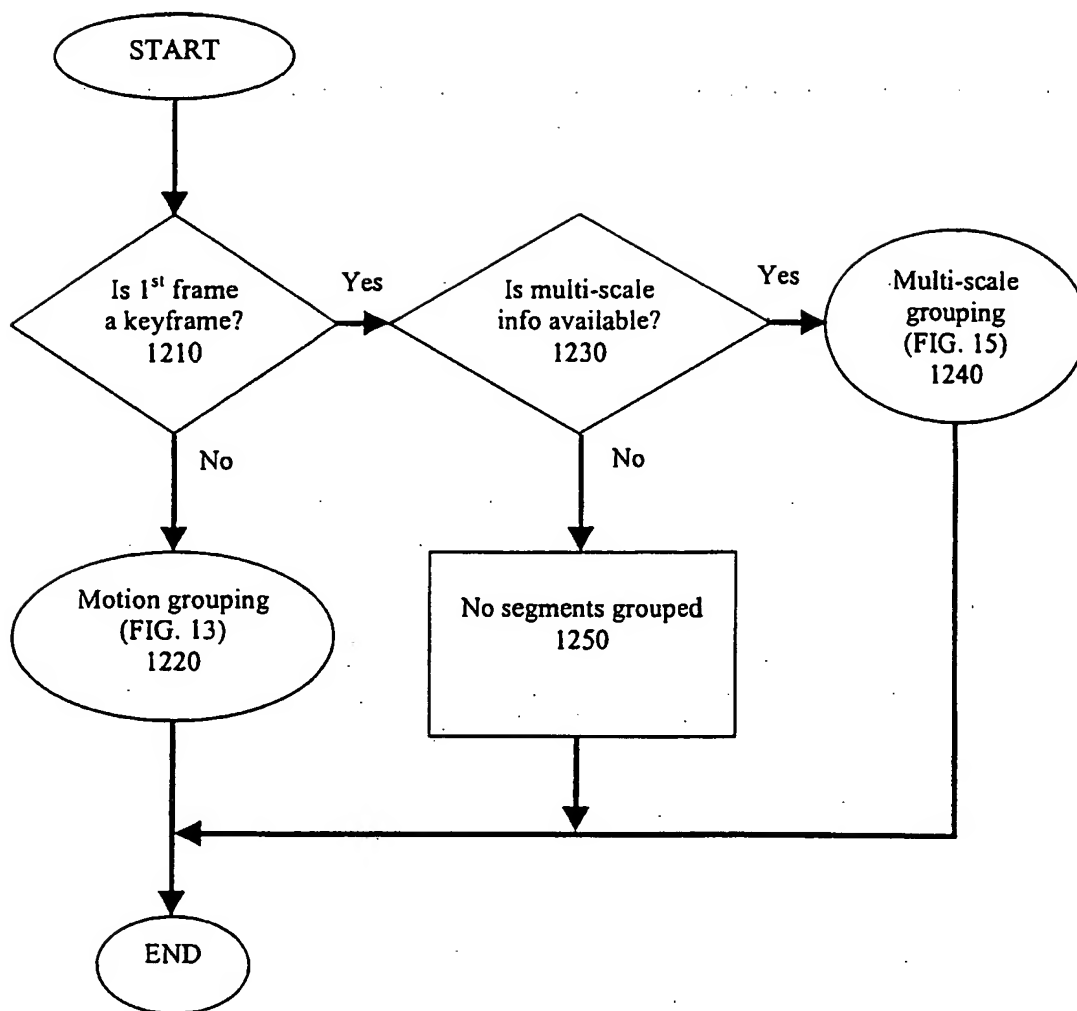 START
Is 1st frame
a keyframe?
1210
Yes
Is multi-scale
info available?
1230
Yes
Multi-scale
grouping
(FIG. 15)
1240
No
No
Motion grouping
(FIG. 13)
1220
No segments grouped
1250
END